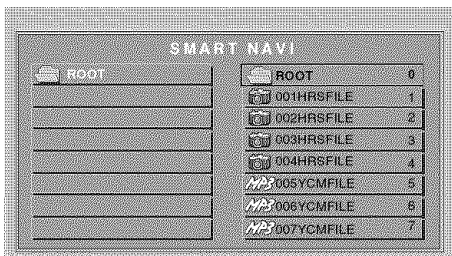 SMART NAVI
ROOT
ROOT 0
001HRSFILE 1
002HRSFILE 2
003HRSFILE 3
004HRSFILE 4
MP3 005YCMFILE 5
MP3 006YCMFILE 6
MP3 007YCMFILE 7